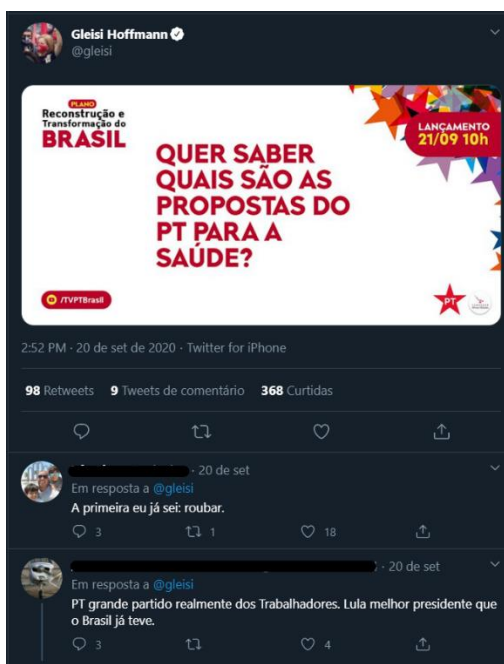 Gleisi Hoffmann
@gleisi
PLANO
Reconstrução e
Transformação do
BRASIL
LANÇAMENTO
21/09 10h
QUER SABER
QUAIS SÃO AS
PROPOSTAS DO
PT PARA A
SAÚDE?
/TVPTBrasil
PT
2:52 PM · 20 de set de 2020 · Twitter for iPhone
98 Retweets 9 Tweets de comentário 368 Curtidas
· 20 de set
Em resposta a @gleisi
A primeira eu já sei: roubar.
3 1 18
· 20 de set
Em resposta a @gleisi
PT grande partido realmente dos Trabalhadores. Lula melhor presidente que
o Brasil já teve.
3 4